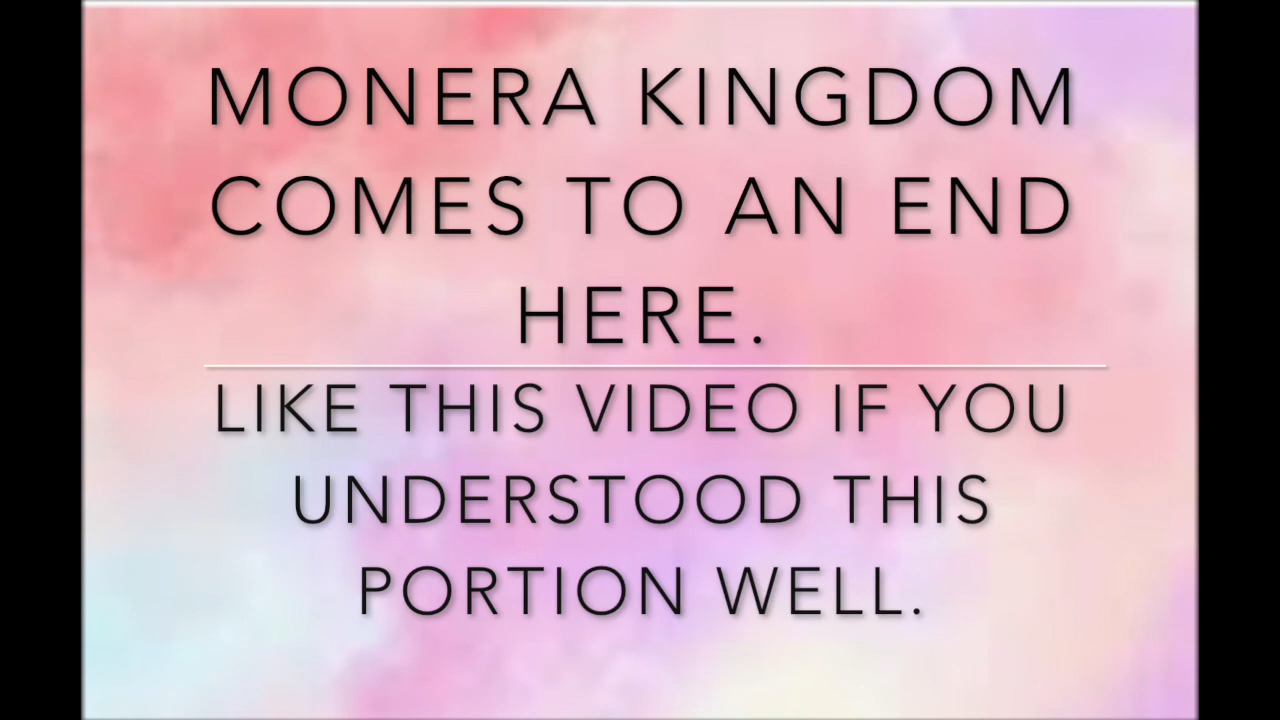 MONERA KINGDOM
COMES TO AN END
HERE.
LIKE THIS VIDEO IF YOU
UNDERSTOOD THIS
PORTION WELL.